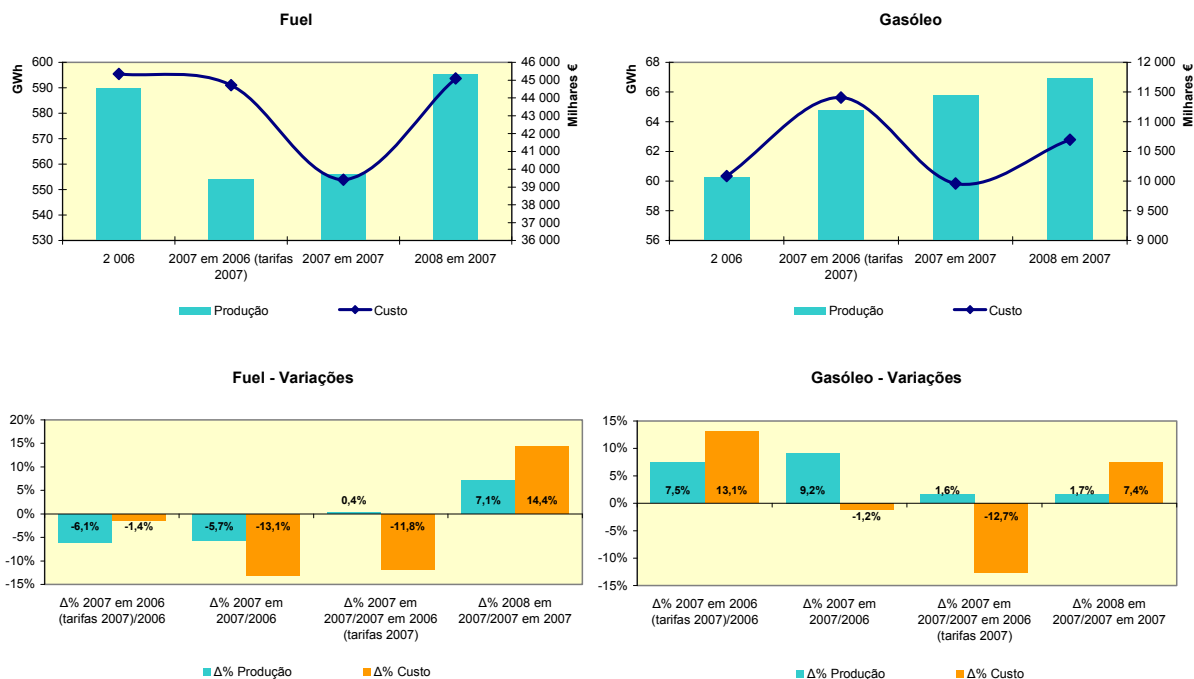 Fuel
GWh
Milhares €
600
590
580
570
560
550
540
530
46 000
45 000
44 000
43 000
42 000
41 000
40 000
39 000
38 000
37 000
36 000
2 006
2007 em 2006 (tarifas
2007)
2007 em 2007
2008 em 2007
Produção
Custo
Gasóleo
GWh
Milhares €
68
66
64
62
60
58
56
12 000
11 500
11 000
10 500
10 000
9 500
9 000
2 006
2007 em 2006 (tarifas
2007)
2007 em 2007
2008 em 2007
Produção
Custo
Fuel - Variações
20%
15%
10%
5%
0%
-5%
-10%
-15%
-6,1%
-1,4%
-5,7%
-13,1%
0,4%
-11,8%
7,1%
14,4%
Δ% 2007 em 2006
(tarifas 2007)/2006
Δ% 2007 em
2007/2006
Δ% 2007 em
2007/2007 em 2006
(tarifas 2007)
Δ% 2008 em
2007/2007 em 2007
Δ% Produção
Δ% Custo
Gasóleo - Variações
15%
10%
5%
0%
-5%
-10%
-15%
7,5%
13,1%
9,2%
-1,2%
1,6%
-12,7%
1,7%
7,4%
Δ% 2007 em 2006
(tarifas 2007)/2006
Δ% 2007 em
2007/2006
Δ% 2007 em
2007/2007 em 2006
(tarifas 2007)
Δ% 2008 em
2007/2007 em 2007
Δ% Produção
Δ% Custo